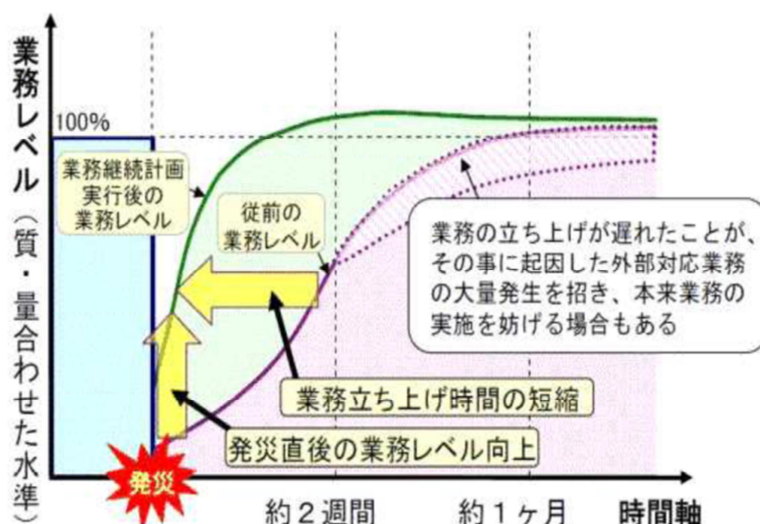 業務レベル（質・量合わせた水準）
100%
業務継続計画
実行後の
業務レベル
従前の
業務レベル
業務の立ち上げが遅れたことが、
その事に起因した外部対応業務
の大量発生を招き、本来業務の
実施を妨げる場合もある
業務立ち上げ時間の短縮
発災直後の業務レベル向上
発災
約２週間
約１ヶ月
時間軸